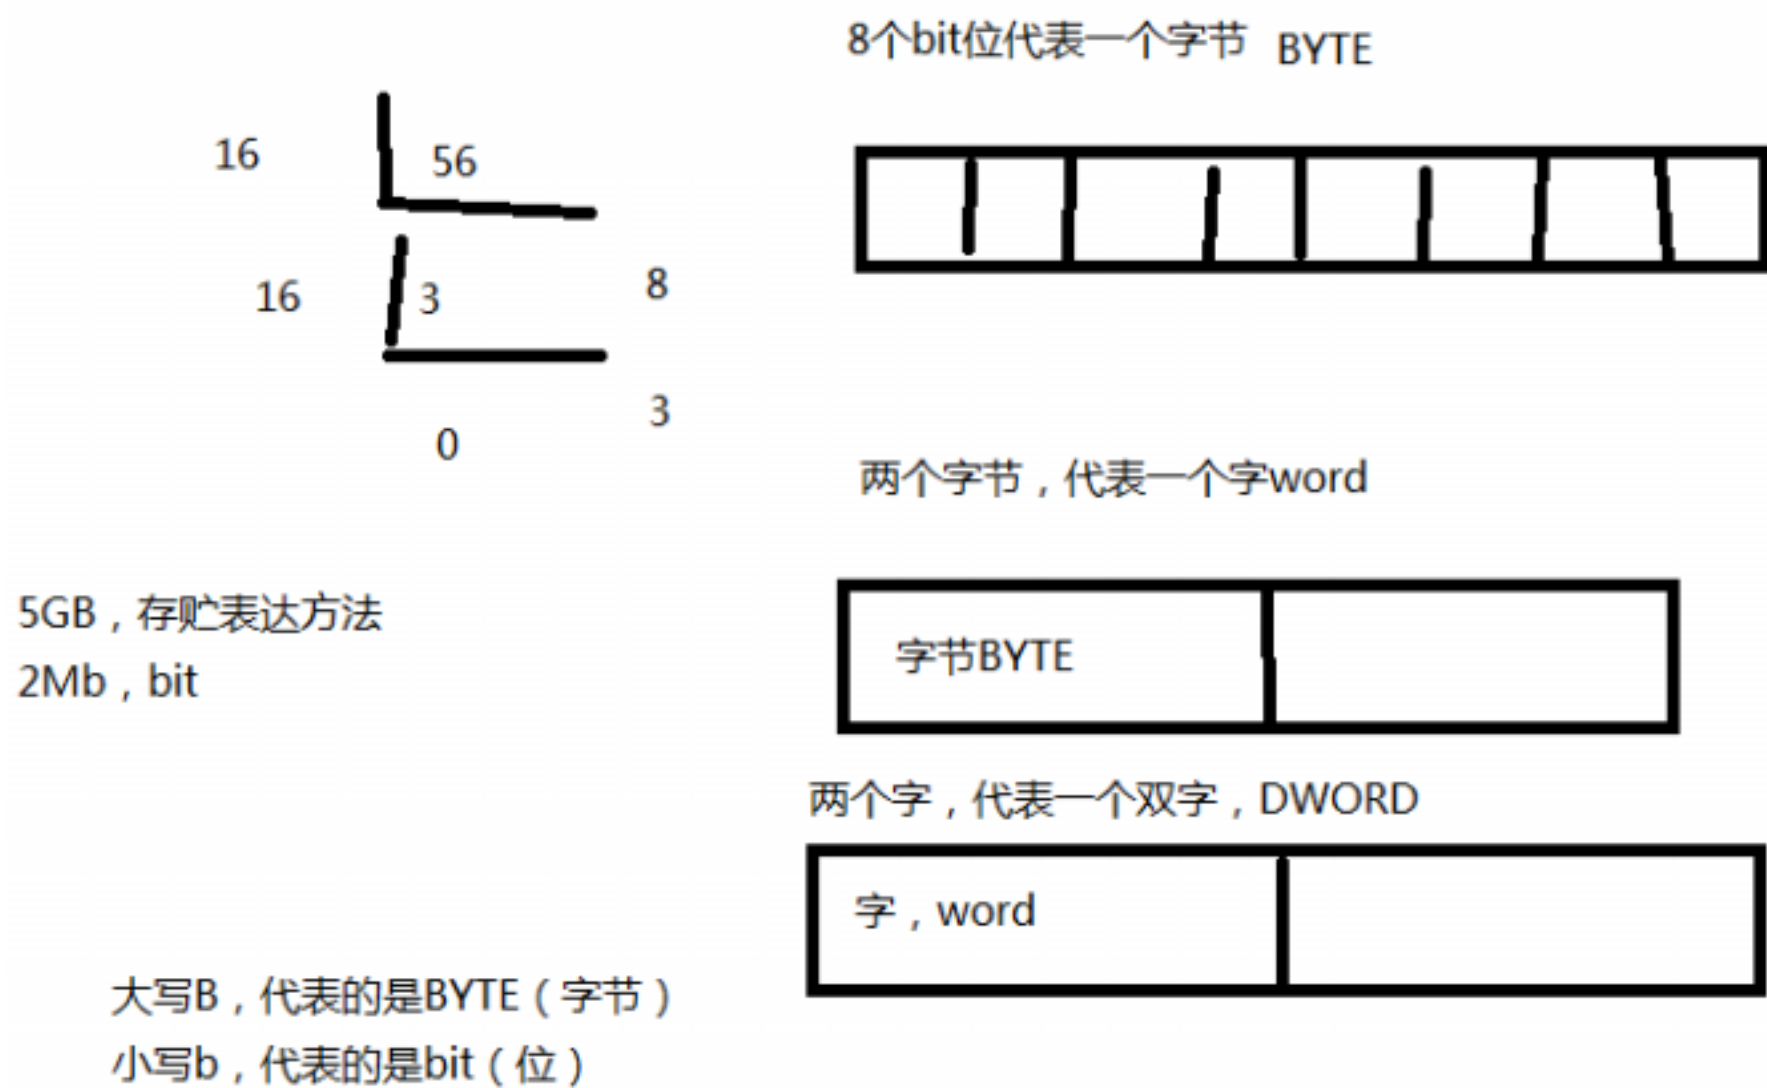 8个bit位代表一个字节 BYTE
16 56
16 3 8
3
0
两个字节，代表一个字word
5GB，存贮表达方法
2Mb，bit
字节BYTE
两个字，代表一个双字，DWORD
字，word
大写B，代表的是BYTE（字节）
小写b，代表的是bit（位）